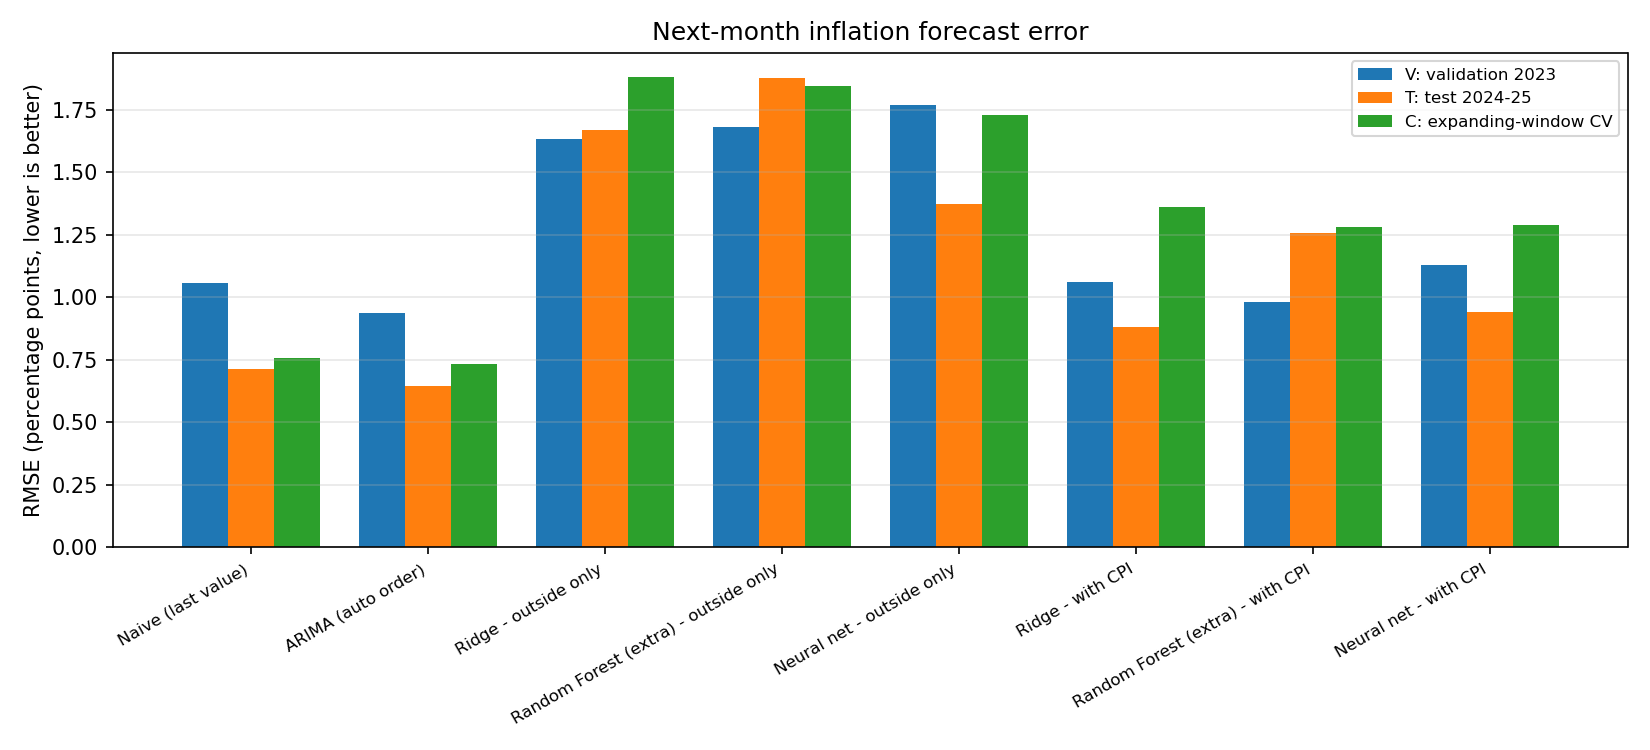 Next-month inflation forecast error
V: validation 2023
T: test 2024-25
C: expanding-window CV
RMSE (percentage points, lower is better)
1.75
1.50
1.25
1.00
0.75
0.50
0.25
0.00
Naive (last value)
ARIMA (auto order)
Ridge - outside only
Random Forest (extra) - outside only
Neural net - outside only
Ridge - with CPI
Random Forest (extra) - with CPI
Neural net - with CPI